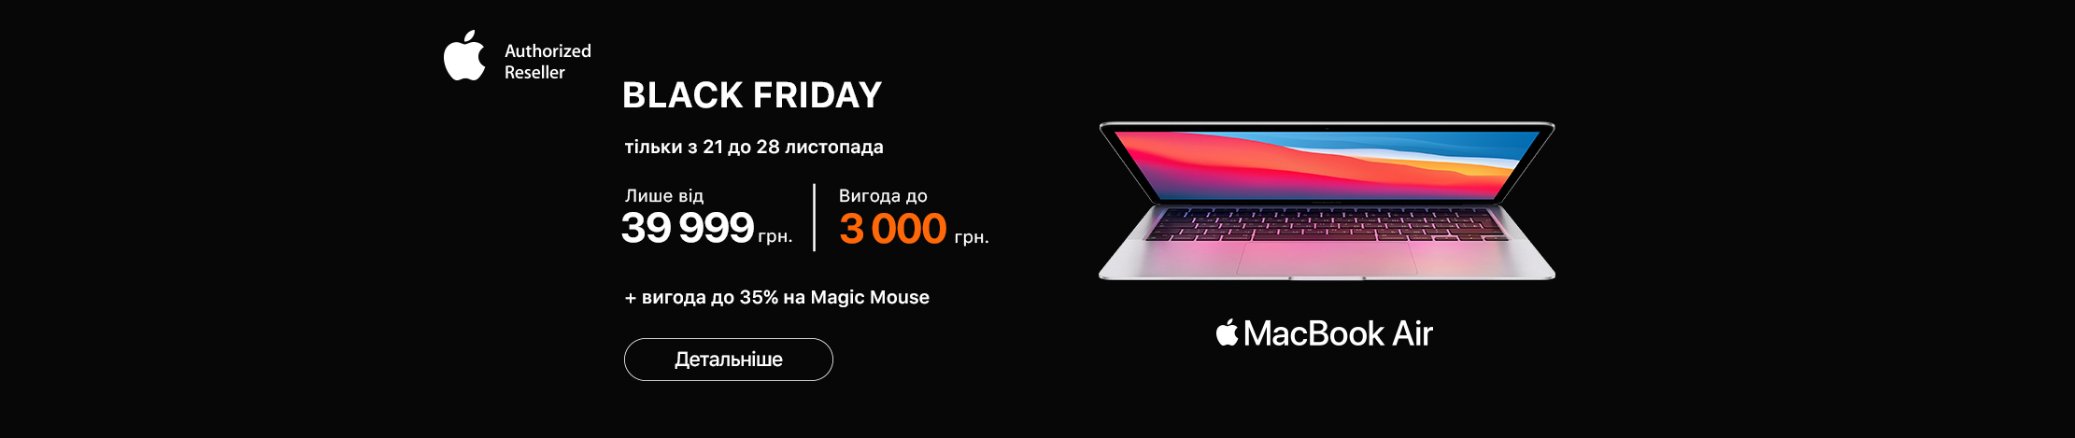 Authorized
Reseller
BLACK FRIDAY
тільки з 21 до 28 листопада
Лише від
39 999 грн.
Вигода до
3 000 грн.
+ вигода до 35% на Magic Mouse
Детальніше
MacBook Air